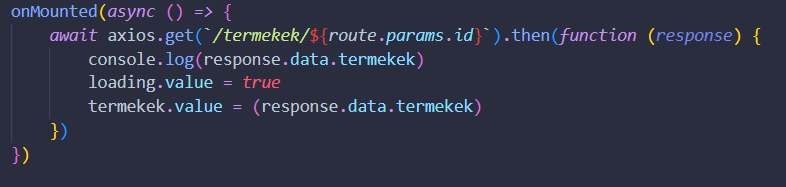 onMounted(async () => {
    await axios.get(`/termekek/${route.params.id}`).then(function (response) {
        console.log(response.data.termekek)
        loading.value = true
        termekek.value = (response.data.termekek)
    })
})